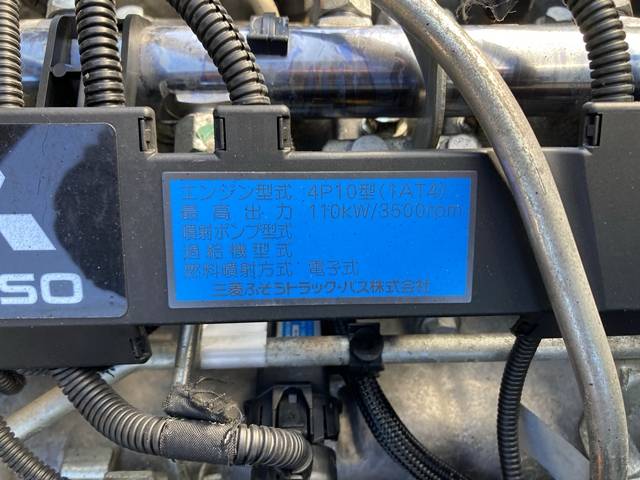 エンジン型式 4P10型(1AT4)
最高出力 110kW/3500rpm
噴射ポンプ型式
過給機型式
燃料噴射方式 電子式
三菱ふそうトラック・バス株式会社
SO